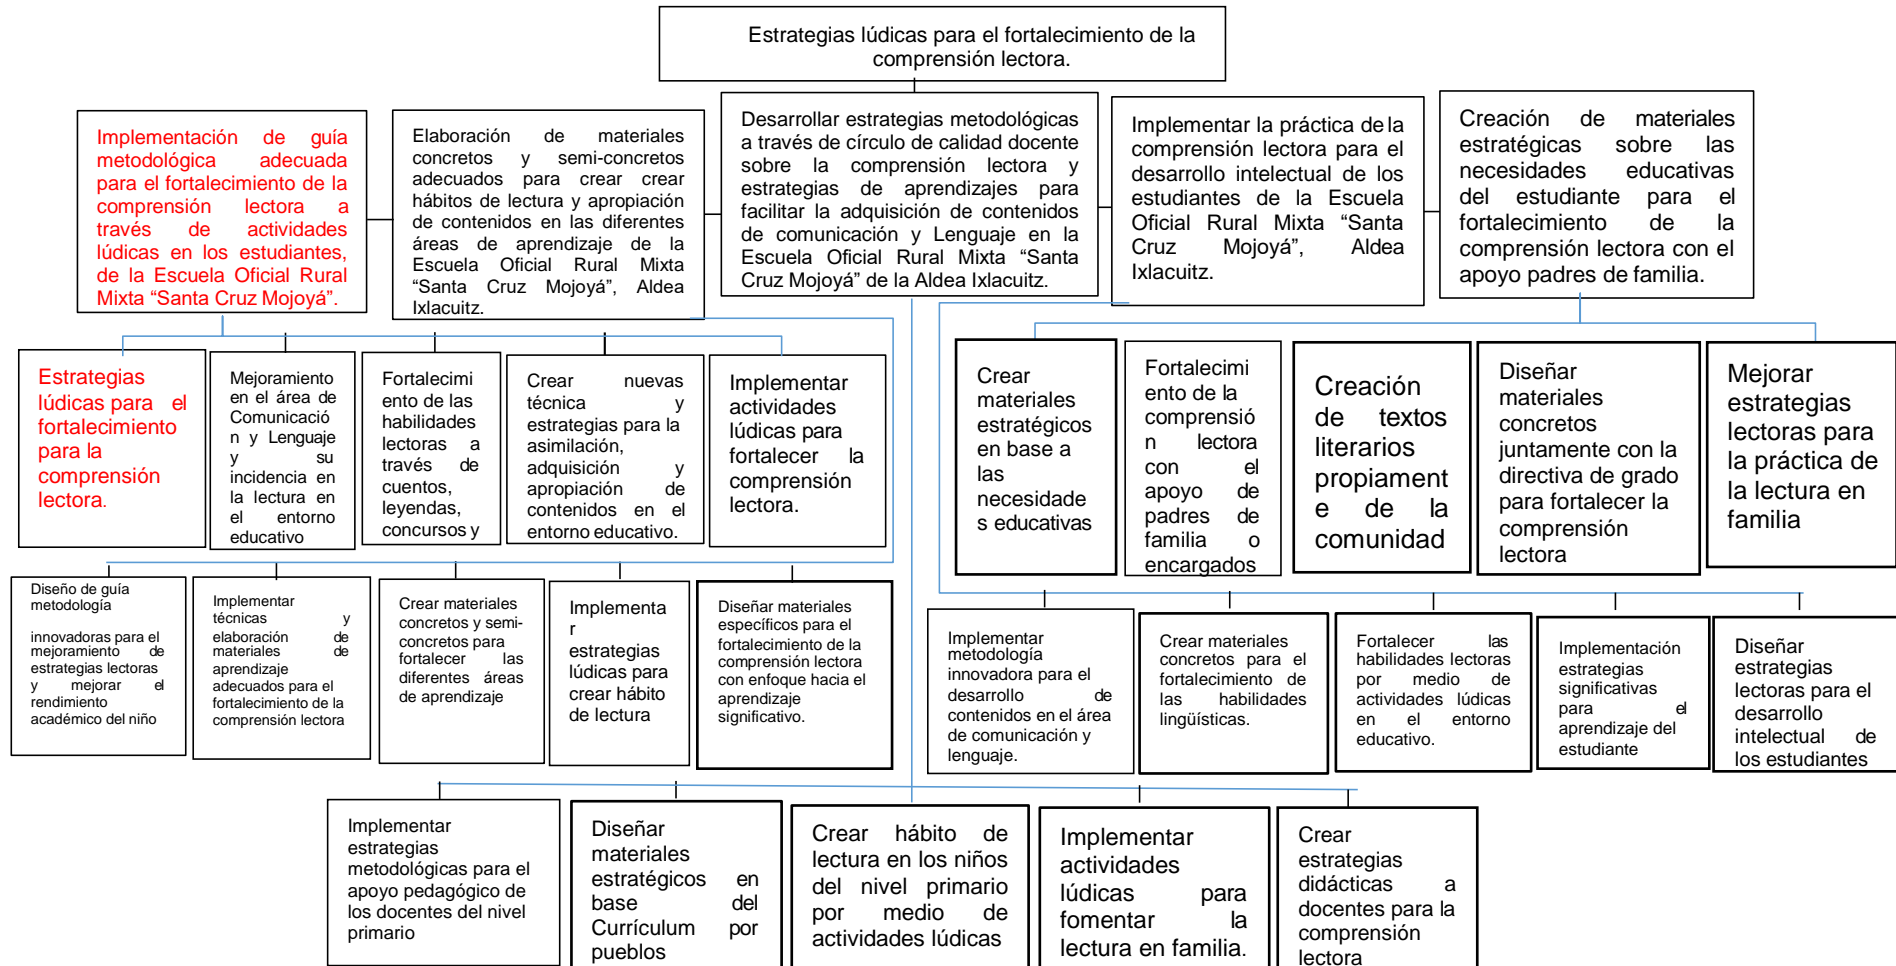 Estrategias lúdicas para el fortalecimiento de la
comprensión lectora.
Implementación de guía
metodológica adecuada
para el fortalecimiento de la
comprensión lectora a
través de actividades
lúdicas en los estudiantes,
de la Escuela Oficial Rural
Mixta “Santa Cruz Mojoyá”.
Elaboración de materiales
concretos y semi-concretos
adecuados para crear crear
hábitos de lectura y apropiación
de contenidos en las diferentes
áreas de aprendizaje de la
Escuela Oficial Rural Mixta
“Santa Cruz Mojoyá”, Aldea
Ixlacuitz.
Desarrollar estrategias metodológicas
a través de círculo de calidad docente
sobre la comprensión lectora y
estrategias de aprendizajes para
facilitar la adquisición de contenidos
de comunicación y Lenguaje en la
Escuela Oficial Rural Mixta “Santa
Cruz Mojoyá” de la Aldea Ixlacuitz.
Implementar la práctica de la
comprensión lectora para el
desarrollo intelectual de los
estudiantes de la Escuela
Oficial Rural Mixta “Santa
Cruz Mojoyá”, Aldea
Ixlacuitz.
Creación de materiales
estratégicas sobre las
necesidades educativas
del estudiante para el
fortalecimiento de la
comprensión lectora con el
apoyo padres de familia.
Estrategias
lúdicas para el
fortalecimiento
para la
comprensión
lectora.
Mejoramiento
en el área de
Comunicació
n y Lenguaje
y su
incidencia en
la lectura en
el entorno
educativo
Fortalecimi
ento de las
habilidades
lectoras a
través de
cuentos,
leyendas,
concursos y
Crear nuevas
técnica y
estrategias para la
asimilación,
adquisición y
apropiación de
contenidos en el
entorno educativo.
Implementar
actividades
lúdicas para
fortalecer la
comprensión
lectora.
Crear
materiales
estratégicos
en base a
las
necesidade
s educativas
Fortalecimi
ento de la
comprensió
n lectora
con el
apoyo de
padres de
familia o
encargados
Creación
de textos
literarios
propiament
e de la
comunidad
Diseñar
materiales
concretos
juntamente con la
directiva de grado
para fortalecer la
comprensión
lectora
Mejorar
estrategias
lectoras para
la práctica de
la lectura en
familia
Diseño de guía
metodología
innovadoras para el
mejoramiento de
estrategias lectoras
y mejorar el
rendimiento
académico del niño
Implementar
técnicas y
elaboración de
materiales de
aprendizaje
adecuados para el
fortalecimiento de la
comprensión lectora
Crear materiales
concretos y semi-
concretos para
fortalecer las
diferentes áreas
de aprendizaje
Implementa
r
estrategias
lúdicas para
crear hábito
de lectura
Diseñar materiales
específicos para el
fortalecimiento de la
comprensión lectora
con enfoque hacia el
aprendizaje
significativo.
Implementar
metodología
innovadora para el
desarrollo de
contenidos en el área
de comunicación y
lenguaje.
Crear materiales
concretos para el
fortalecimiento de
las habilidades
lingüísticas.
Fortalecer las
habilidades lectoras
por medio de
actividades lúdicas
en el entorno
educativo.
Implementación
estrategias
significativas
para el
aprendizaje del
estudiante
Diseñar
estrategias
lectoras para el
desarrollo
intelectual de
los estudiantes
Implementar
estrategias
metodológicas para el
apoyo pedagógico de
los docentes del nivel
primario
Diseñar
materiales
estratégicos en
base del
Currículum por
pueblos
Crear hábito de
lectura en los niños
del nivel primario
por medio de
actividades lúdicas
Implementar
actividades
lúdicas para
fomentar la
lectura en familia.
Crear
estrategias
didácticas a
docentes para la
comprensión
lectora